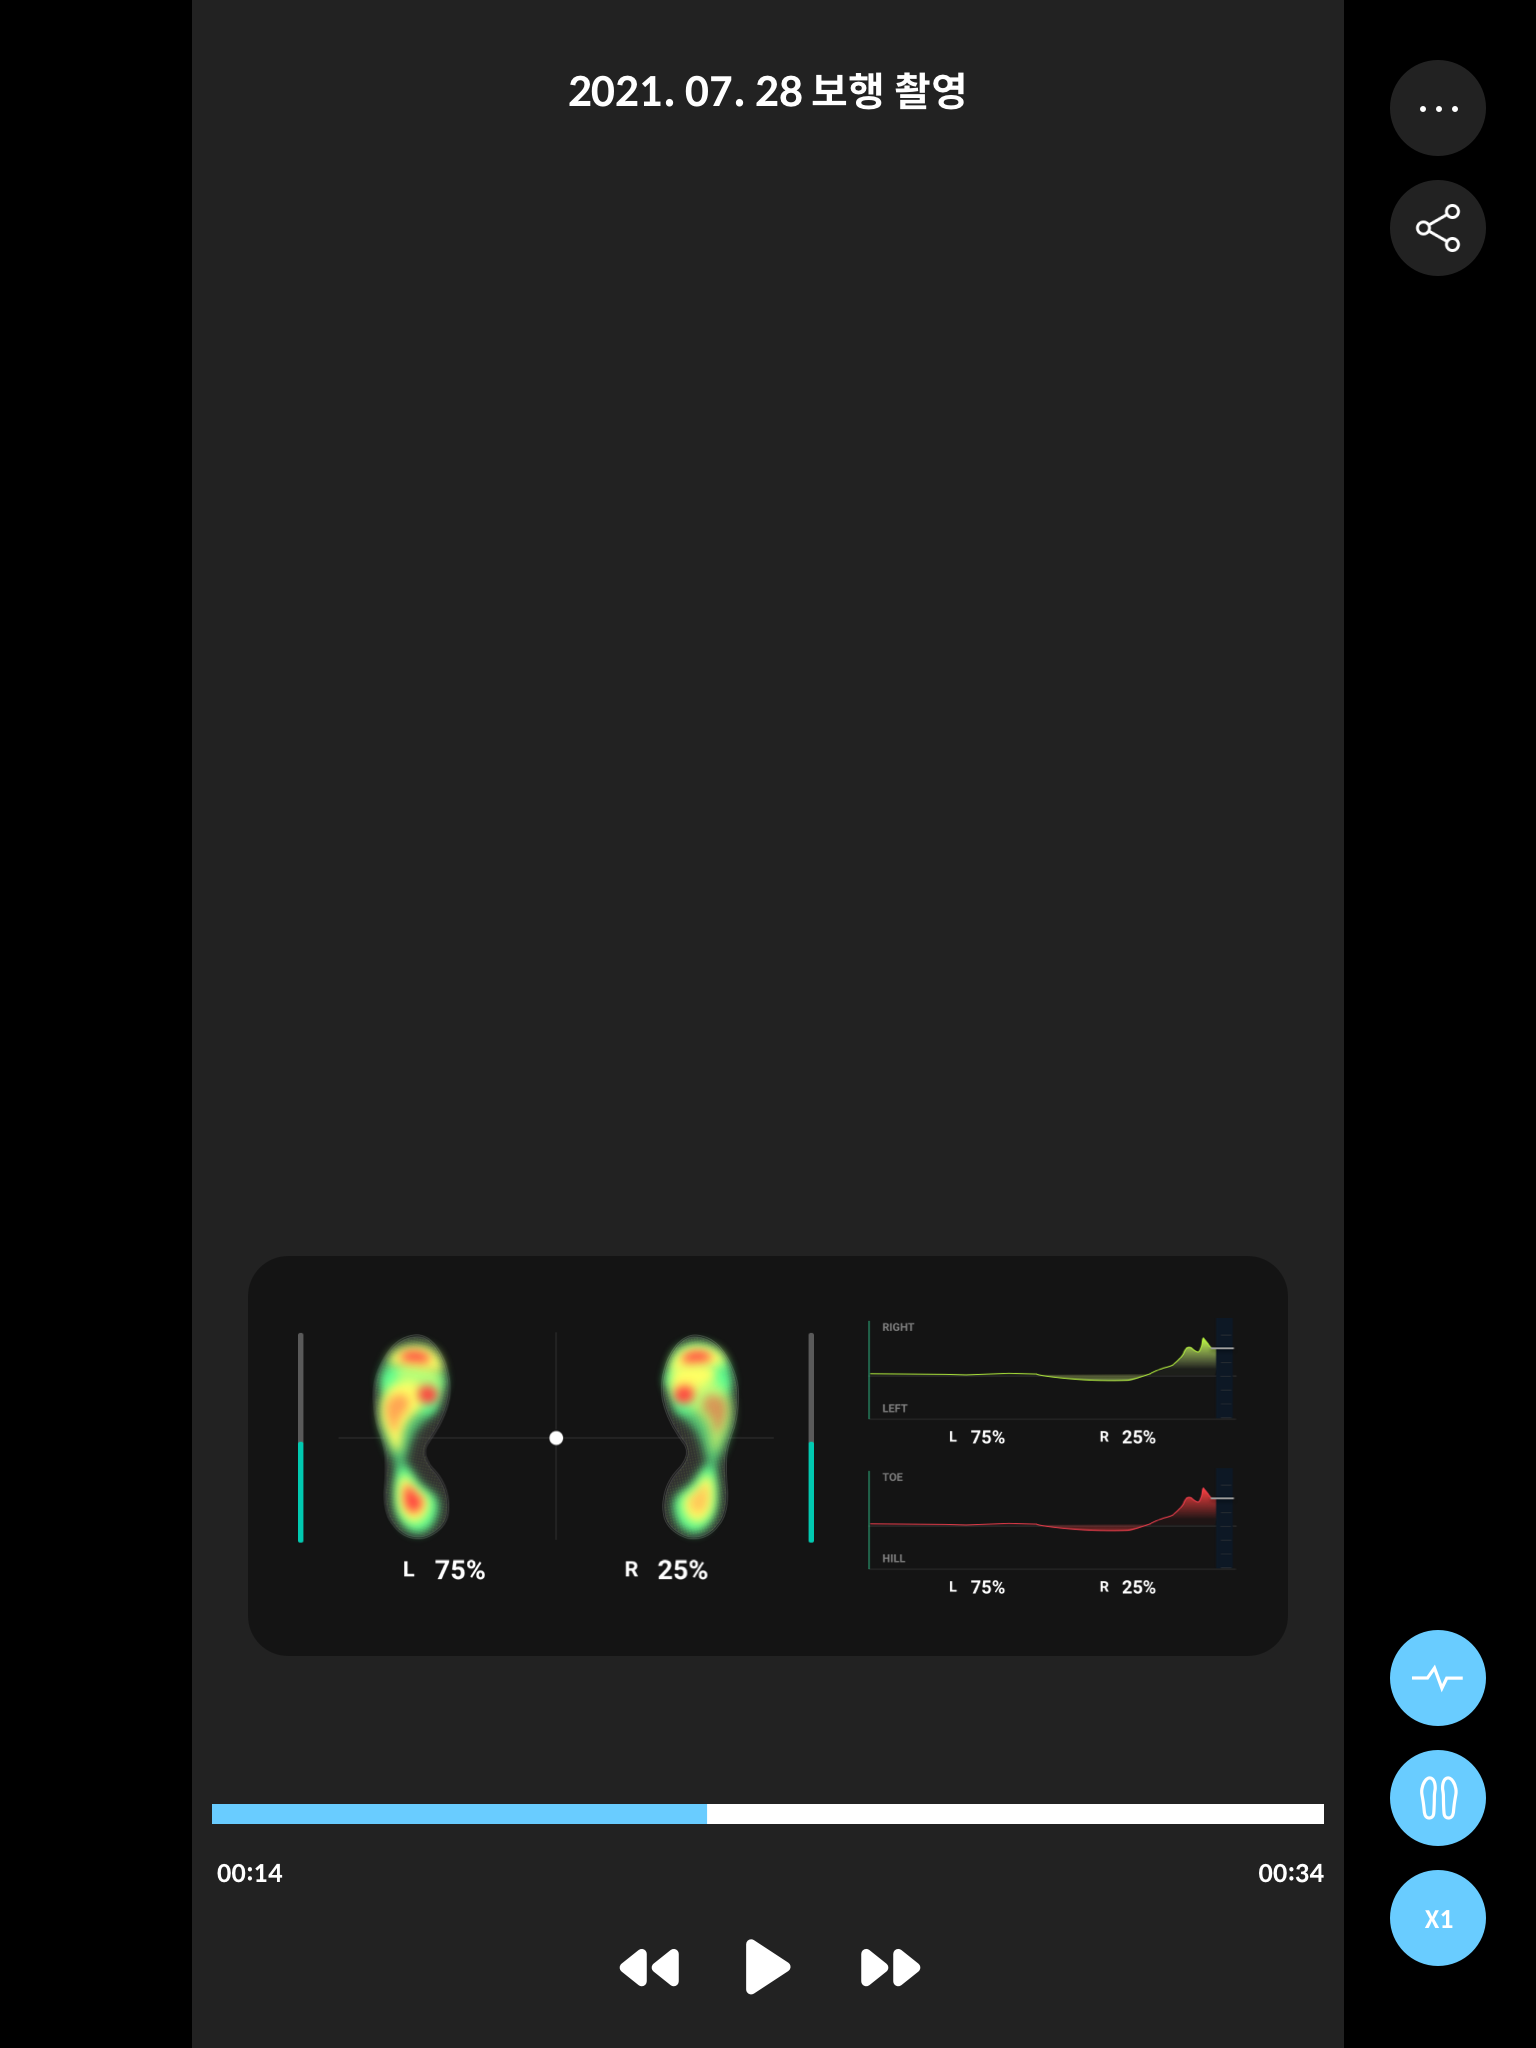 2021. 07. 28 보행 촬영
L 75%
R 25%
RIGHT
LEFT
L 75%
R 25%
TOE
HILL
L 75%
R 25%
00:14
00:34
X1